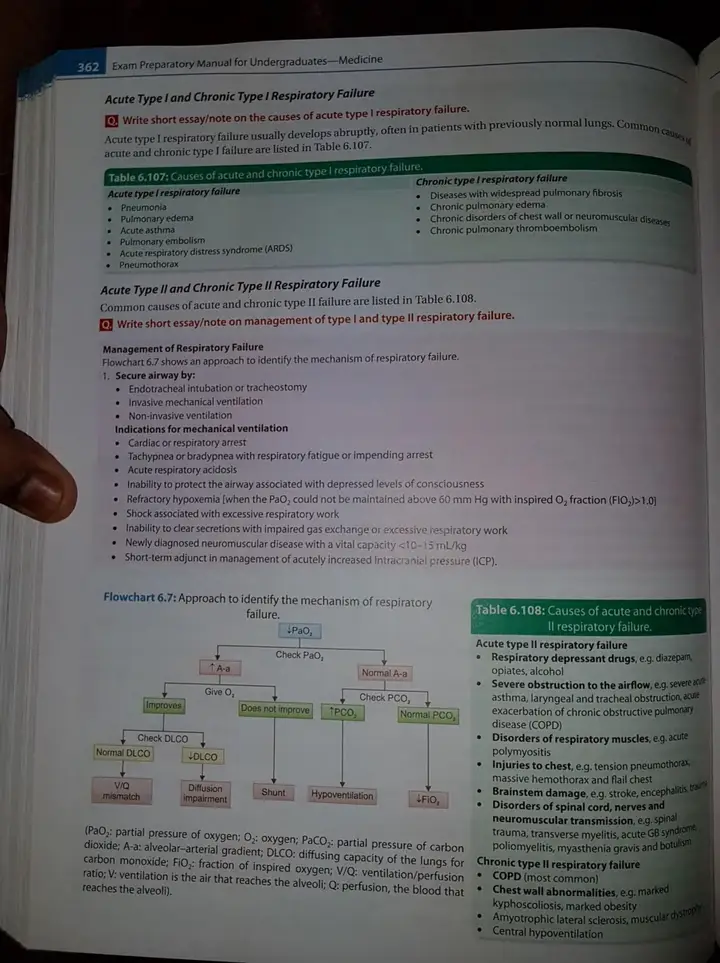 362 Exam Preparatory Manual for Undergraduates—Medicine
Acute Type I and Chronic Type I Respiratory Failure
Q. Write short essay/note on the causes of acute type I respiratory failure.
Acute type I respiratory failure usually develops abruptly, often in patients with previously normal lungs. Common causes of
acute and chronic type I failure are listed in Table 6.107.
Table 6.107: Causes of acute and chronic type I respiratory failure.
Acute type I respiratory failure
• Pneumonia
• Pulmonary edema
• Acute asthma
• Pulmonary embolism
• Acute respiratory distress syndrome (ARDS)
• Pneumothorax
Chronic type I respiratory failure
• Diseases with widespread pulmonary fibrosis
• Chronic pulmonary edema
• Chronic disorders of chest wall or neuromuscular diseases
• Chronic pulmonary thromboembolism
Acute Type II and Chronic Type II Respiratory Failure
Common causes of acute and chronic type II failure are listed in Table 6.108.
Q. Write short essay/note on management of type I and type II respiratory failure.
Management of Respiratory Failure
Flowchart 6.7 shows an approach to identify the mechanism of respiratory failure.
1. Secure airway by:
• Endotracheal intubation or tracheostomy
• Invasive mechanical ventilation
• Non-invasive ventilation
Indications for mechanical ventilation
• Cardiac or respiratory arrest
• Tachypnea or bradypnea with respiratory fatigue or impending arrest
• Acute respiratory acidosis
• Inability to protect the airway associated with depressed levels of consciousness
• Refractory hypoxemia [when the PaO₂ could not be maintained above 60 mm Hg with inspired O₂ fraction (FIO₂)>1.0]
• Shock associated with excessive respiratory work
• Inability to clear secretions with impaired gas exchange or excessive respiratory work
• Newly diagnosed neuromuscular disease with a vital capacity <10–15 mL/kg
• Short-term adjunct in management of acutely increased intracranial pressure (ICP).
Flowchart 6.7: Approach to identify the mechanism of respiratory
failure.
↓PaO₂
Check PaO₂
↑ A-a
Normal A-a
Give O₂
Check PCO₂
Improves
Does not improve
↑PCO₂
Normal PCO₂
Check DLCO
Normal DLCO
↓DLCO
V/Q
mismatch
Diffusion
impairment
Shunt
Hypoventilation
↓FiO₂
(PaO₂: partial pressure of oxygen; O₂: oxygen; PaCO₂: partial pressure of carbon
dioxide; A-a: alveolar–arterial gradient; DLCO: diffusing capacity of the lungs for
carbon monoxide; FiO₂: fraction of inspired oxygen; V/Q: ventilation/perfusion
ratio; V: ventilation is the air that reaches the alveoli; Q: perfusion, the blood that
reaches the alveoli).
Table 6.108: Causes of acute and chronic type
II respiratory failure.
Acute type II respiratory failure
• Respiratory depressant drugs, e.g. diazepam,
opiates, alcohol
• Severe obstruction to the airflow, e.g. severe acute
asthma, laryngeal and tracheal obstruction, acute
exacerbation of chronic obstructive pulmonary
disease (COPD)
• Disorders of respiratory muscles, e.g. acute
polymyositis
• Injuries to chest, e.g. tension pneumothorax,
massive hemothorax and flail chest
• Brainstem damage, e.g. stroke, encephalitis, trauma
• Disorders of spinal cord, nerves and
neuromuscular transmission, e.g. spinal
trauma, transverse myelitis, acute GB syndrome,
poliomyelitis, myasthenia gravis and botulism
Chronic type II respiratory failure
• COPD (most common)
• Chest wall abnormalities, e.g. marked
kyphoscoliosis, marked obesity
• Amyotrophic lateral sclerosis, muscular dystrophy
• Central hypoventilation